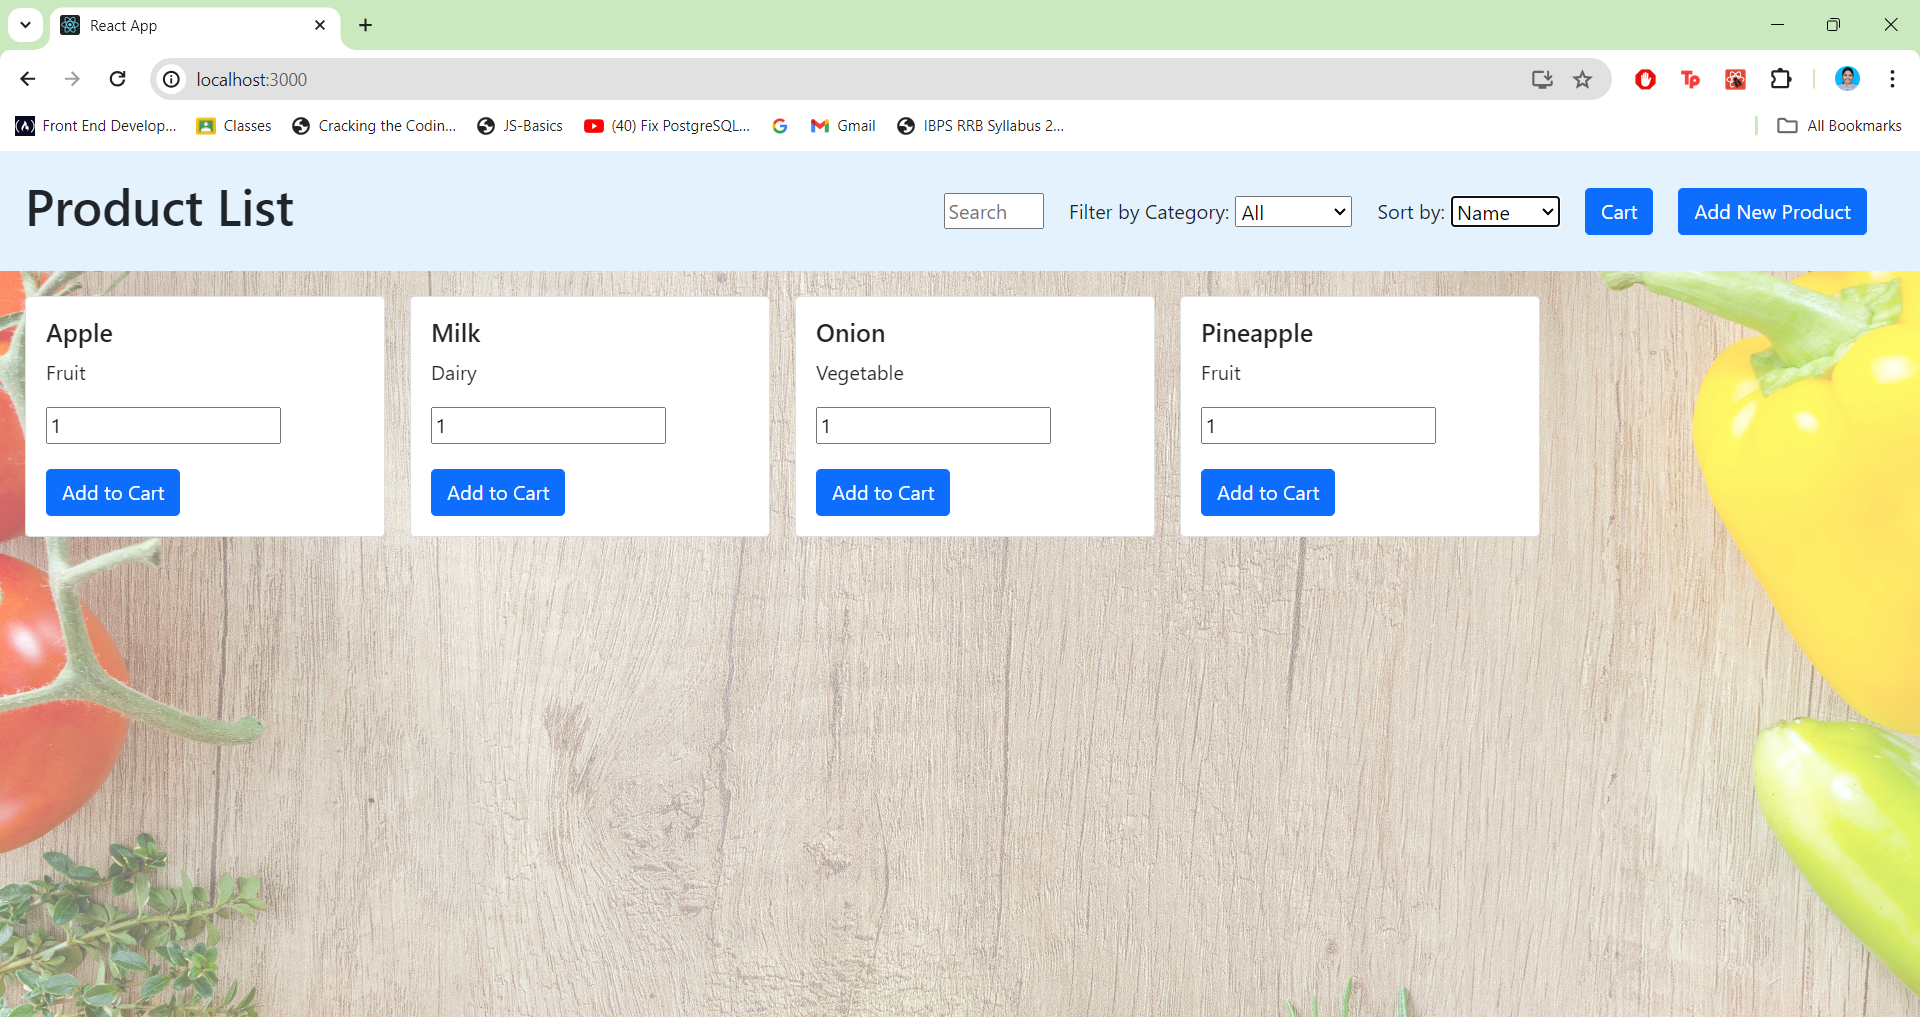 React App
localhost:3000
Front End Develop... Classes Cracking the Codin... JS-Basics (40) Fix PostgreSQL... Gmail IBPS RRB Syllabus 2... All Bookmarks
Product List Search Filter by Category: All Sort by: Name Cart Add New Product
Apple
Fruit
1
Add to Cart
Milk
Dairy
1
Add to Cart
Onion
Vegetable
1
Add to Cart
Pineapple
Fruit
1
Add to Cart